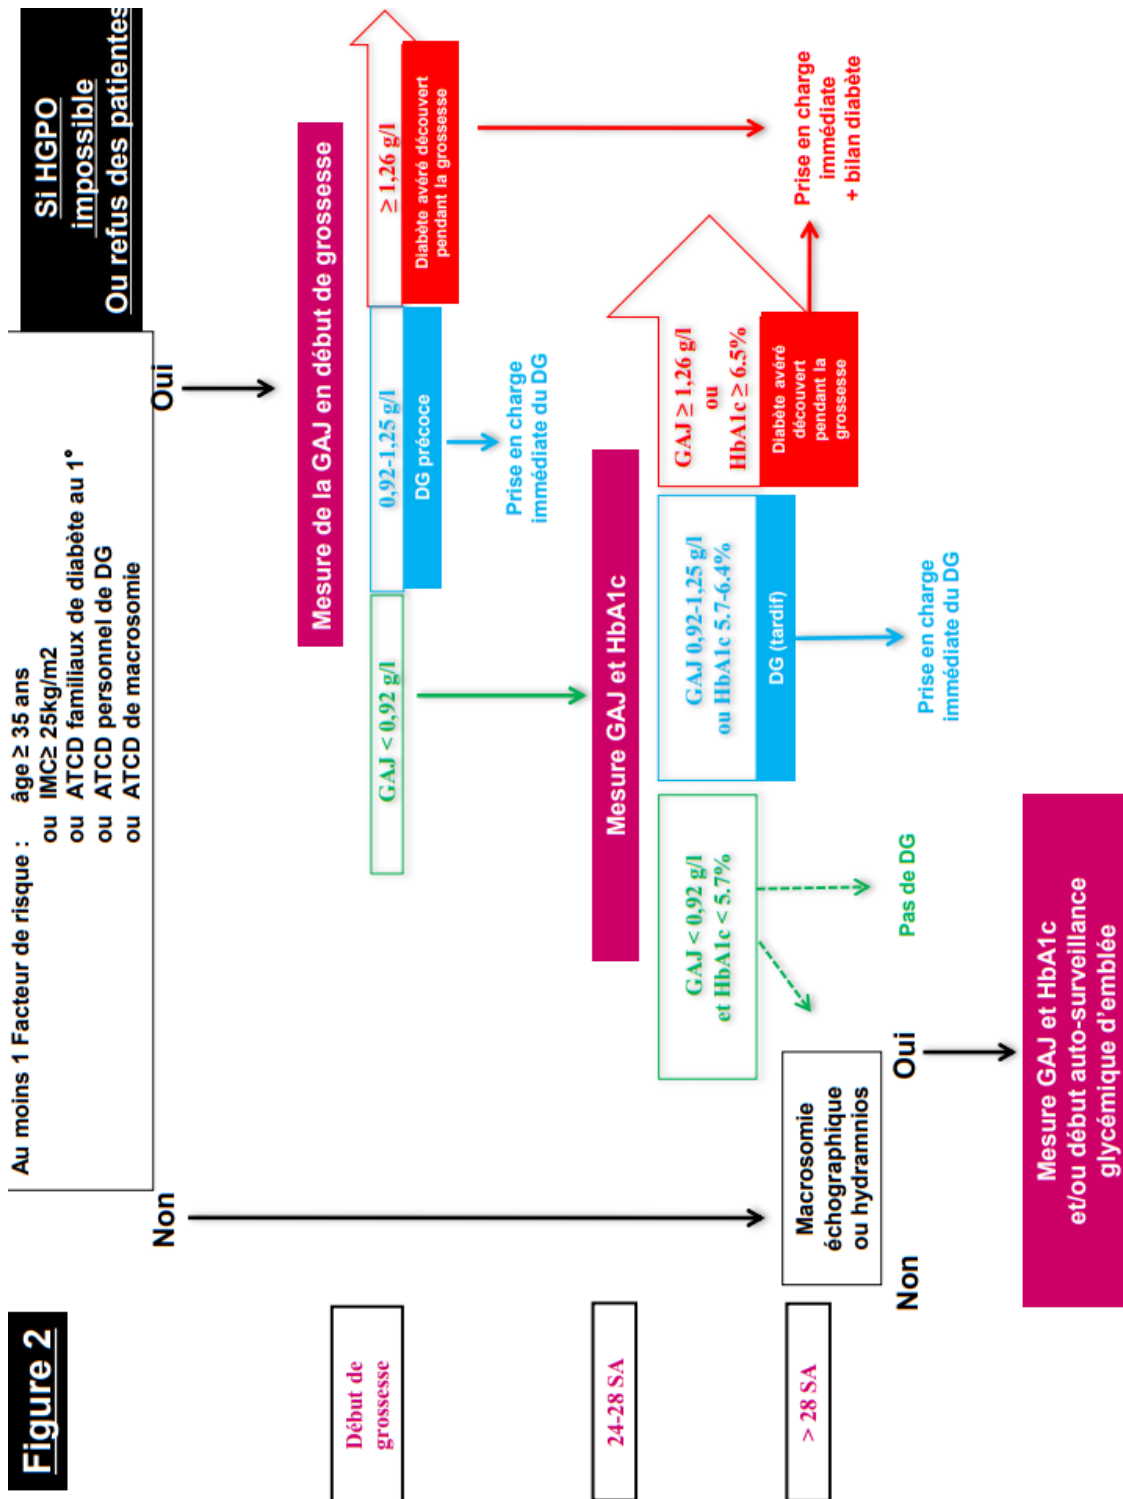 Figure 2
Au moins 1 Facteur de risque : âge ≥ 35 ans
ou IMC≥ 25kg/m2
ou ATCD familiaux de diabète au 1°
ou ATCD personnel de DG
ou ATCD de macrosomie
Si HGPO
impossible
Ou refus des patientes
Non
Oui
Début de
grossesse
Mesure de la GAJ en début de grossesse
GAJ < 0,92 g/l
0,92-1,25 g/l
≥ 1,26 g/l
DG précoce
Diabète avéré découvert
pendant la grossesse
Prise en charge
immédiate du DG
24-28 SA
Mesure GAJ et HbA1c
GAJ < 0,92 g/l
et HbA1c < 5.7%
GAJ 0,92-1,25 g/l
ou HbA1c 5.7-6.4%
GAJ ≥ 1,26 g/l
ou
HbA1c ≥ 6.5%
DG (tardif)
Diabète avéré
découvert
pendant la
grossesse
Prise en charge
immédiate
+ bilan diabète
> 28 SA
Macrosomie
échographique
ou hydramnios
Pas de DG
Prise en charge
immédiate du DG
Non
Oui
Mesure GAJ et HbA1c
et/ou début auto-surveillance
glycémique d'emblée